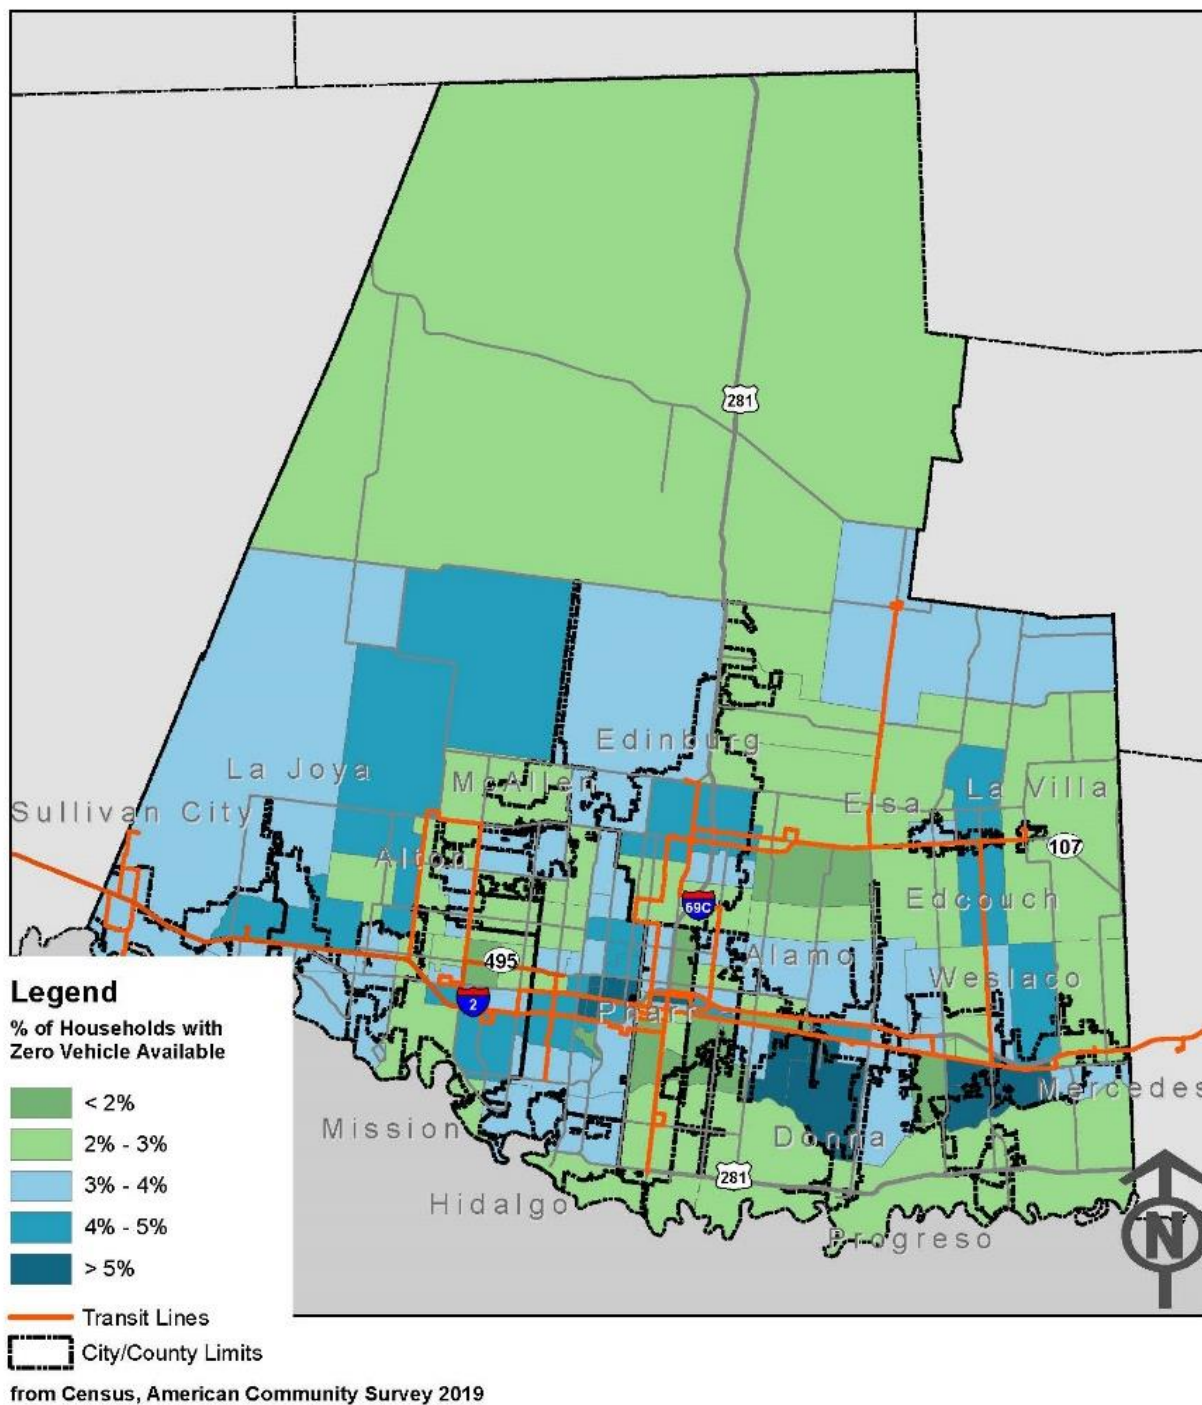 281
Edinburg
La Joya
McAllen
Sullivan City
Elsa
La Villa
107
Alton
69C
Edcouch
495
Alamo
Weslaco
2
Pharr
Mercedes
Mission
Donna
281
Hidalgo
Progreso
N
Legend
% of Households with
Zero Vehicle Available
< 2%
2% - 3%
3% - 4%
4% - 5%
> 5%
Transit Lines
City/County Limits
from Census, American Community Survey 2019